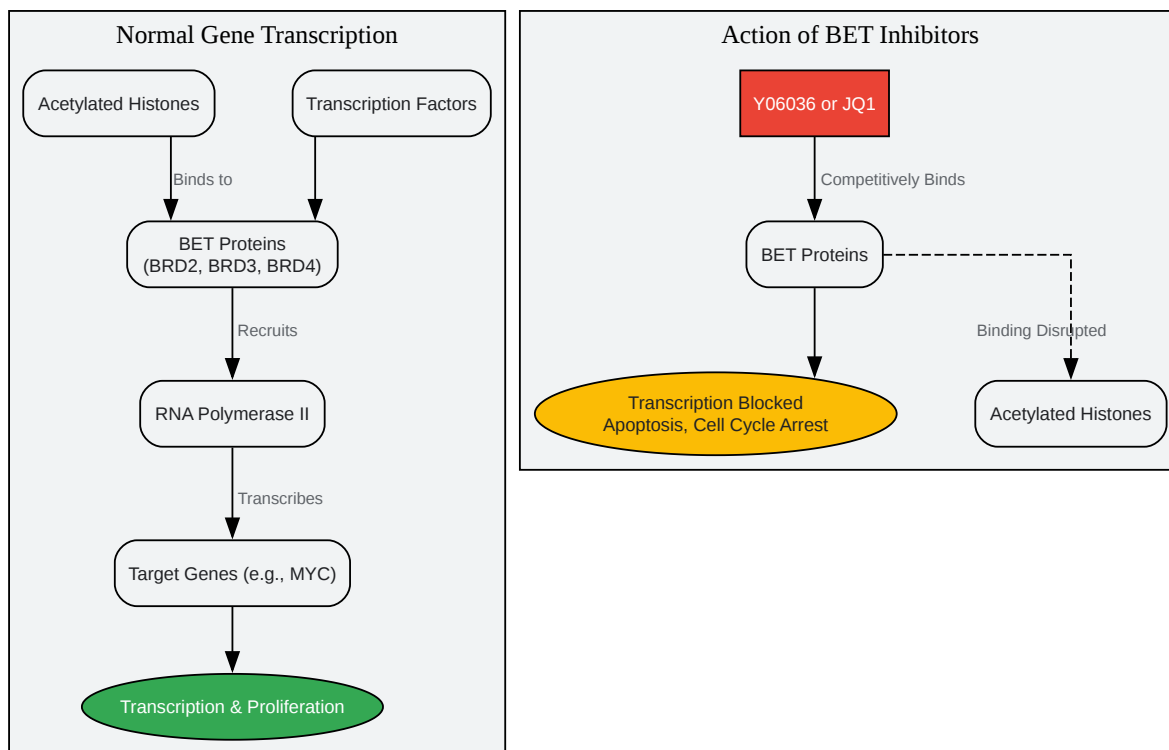 Normal Gene Transcription
Acetylated Histones
Transcription Factors
Binds to
BET Proteins
(BRD2, BRD3, BRD4)
Recruits
RNA Polymerase II
Transcribes
Target Genes (e.g., MYC)
Transcription & Proliferation
Action of BET Inhibitors
Y06036 or JQ1
Competitively Binds
BET Proteins
Binding Disrupted
Transcription Blocked
Apoptosis, Cell Cycle Arrest
Acetylated Histones